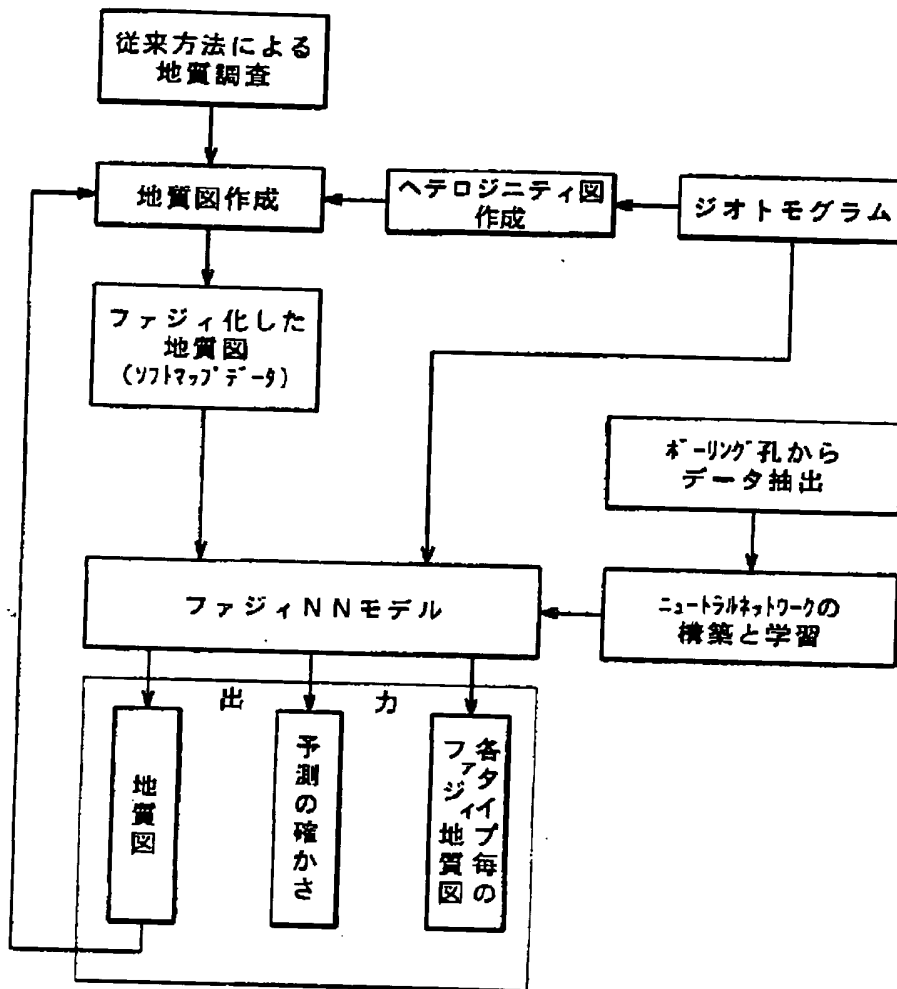 従来方法による
地質調査
地質図作成
ヘテロジニティ図
作成
ジオトモグラム
ファジィ化した
地質図
(ソフトマップデータ)
ボーリング孔から
データ抽出
ファジィNNモデル
ニュートラルネットワークの
構築と学習
出力
地質図
予測の確かさ
各タイプ毎の
ファジィ地質図